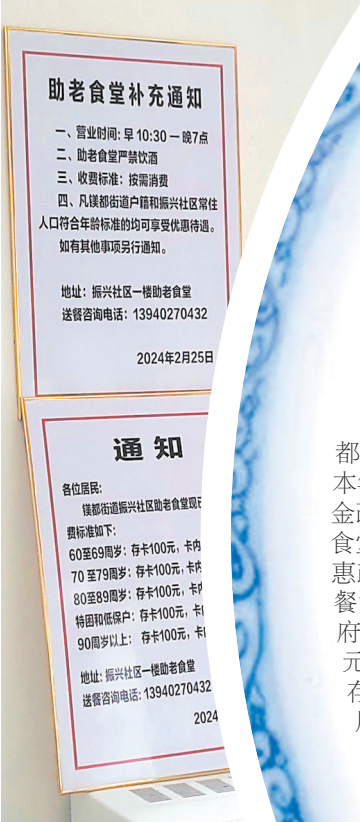 助老食堂补充通知
一、营业时间: 早 10:30 一 晚7点
二、助老食堂严禁饮酒
三、收费标准：按需消费
四、凡镁都街道户籍和振兴社区常住
人口符合年龄标准的均可享受优惠待遇。
如有其他事项另行通知。
地址：振兴社区一楼助老食堂
送餐咨询电话：13940270432
2024年2月25日
通知
各位居民:
镁都街道振兴社区助老食堂现已
费标准如下:
60至69周岁：存卡100元，卡内
70 至79周岁：存卡100元，卡内
80至89周岁：存卡100元，卡内
特困和低保户：存卡100元，卡
90周岁以上： 存卡100元，卡
地址: 振兴社区一楼助老食堂
送餐咨询电话: 13940270432
2024
都
本
金
食
惠
餐
府
元